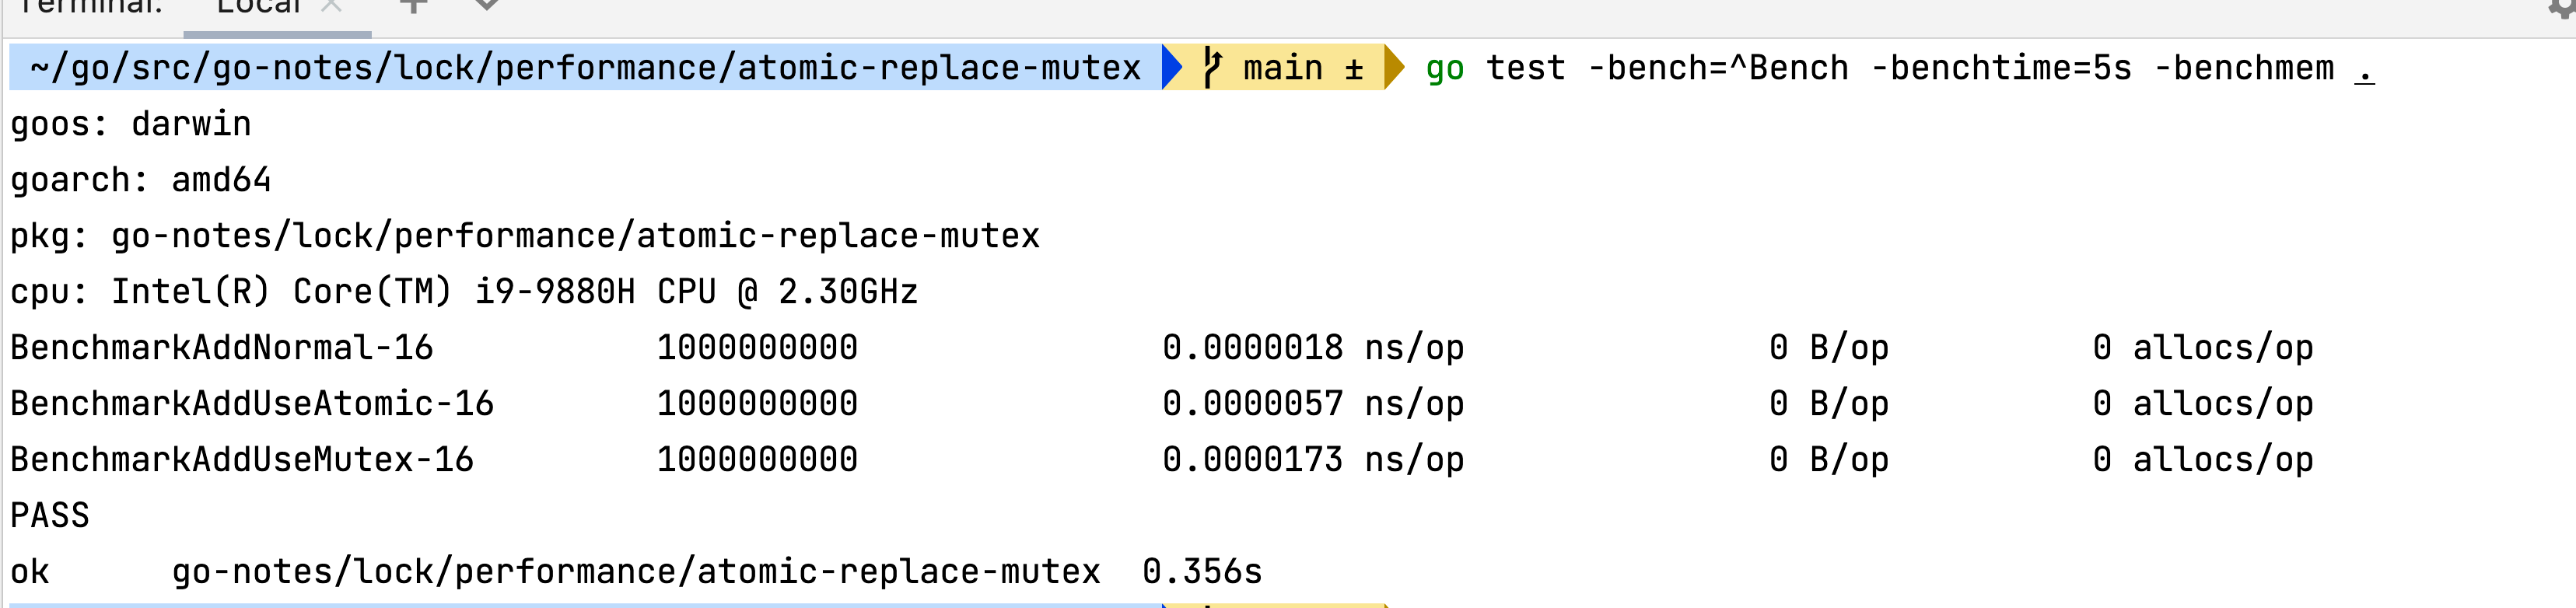 Terminal: Local
~/go/src/go-notes/lock/performance/atomic-replace-mutex main ± go test -bench=^Bench -benchtime=5s -benchmem .
goos: darwin
goarch: amd64
pkg: go-notes/lock/performance/atomic-replace-mutex
cpu: Intel(R) Core(TM) i9-9880H CPU @ 2.30GHz
BenchmarkAddNormal-16 1000000000 0.0000018 ns/op 0 B/op 0 allocs/op
BenchmarkAddUseAtomic-16 1000000000 0.0000057 ns/op 0 B/op 0 allocs/op
BenchmarkAddUseMutex-16 1000000000 0.0000173 ns/op 0 B/op 0 allocs/op
PASS
ok go-notes/lock/performance/atomic-replace-mutex 0.356s